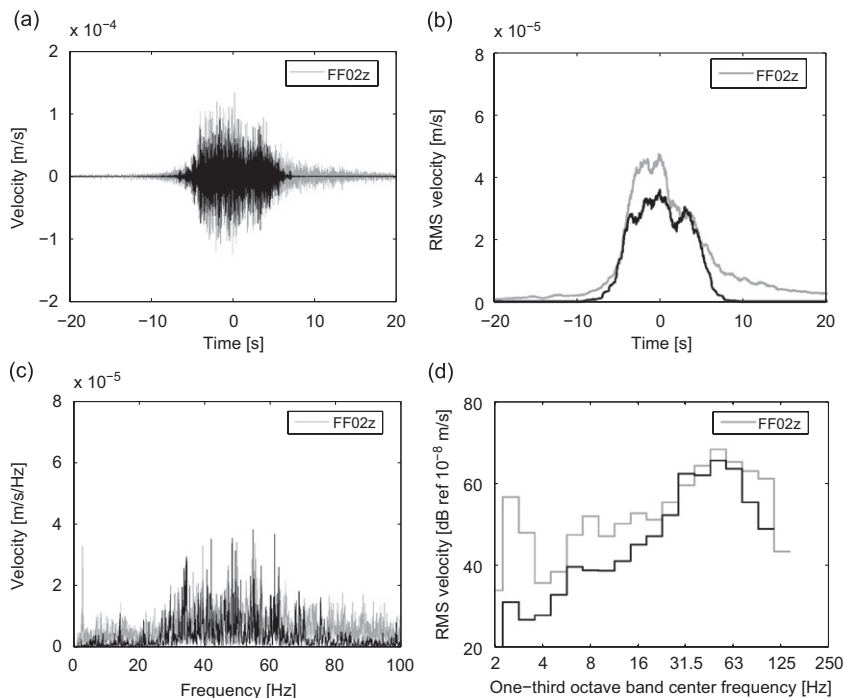 (a)
x 10⁻⁴
2
1
0
−1
−2
Velocity [m/s]
FF02z
−20 −10 0 10 20
Time [s]
(b)
x 10⁻⁵
8
6
4
2
0
RMS velocity [m/s]
FF02z
−20 −10 0 10 20
Time [s]
(c)
x 10⁻⁵
8
6
4
2
0
Velocity [m/s/Hz]
FF02z
0 20 40 60 80 100
Frequency [Hz]
(d)
80
60
40
20
RMS velocity [dB ref 10⁻⁸ m/s]
FF02z
2 4 8 16 31.5 63 125 250
One−third octave band center frequency [Hz]